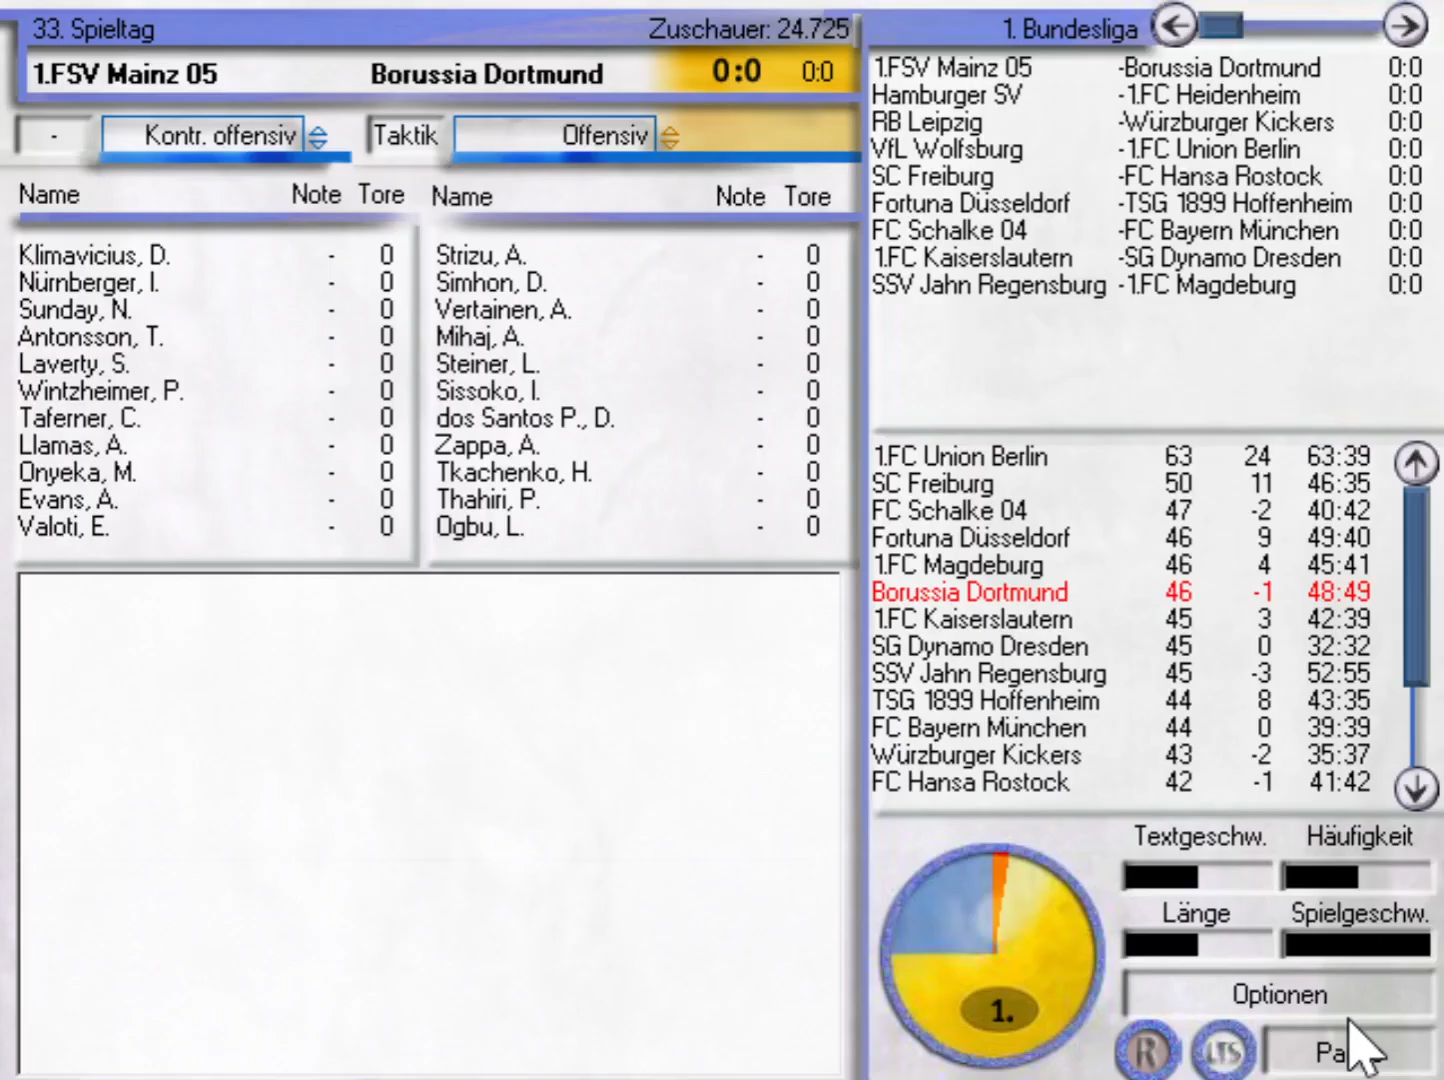 33. Spieltag Zuschauer: 24.725
1.FSV Mainz 05 Borussia Dortmund 0:0 0:0
- Kontr. offensiv Taktik Offensiv
Name Note Tore Name Note Tore
Klimavicius, D. - 0 Strizu, A. - 0
Nürnberger, I. - 0 Simhon, D. - 0
Sunday, N. - 0 Vertainen, A. - 0
Antonsson, T. - 0 Mihaj, A. - 0
Laverty, S. - 0 Steiner, L. - 0
Wintzheimer, P. - 0 Sissoko, I. - 0
Taferner, C. - 0 dos Santos P., D. - 0
Llamas, A. - 0 Zappa, A. - 0
Onyeka, M. - 0 Tkachenko, H. - 0
Evans, A. - 0 Thahiri, P. - 0
Valoti, E. - 0 Ogbu, L. - 0
1. Bundesliga
1.FSV Mainz 05 -Borussia Dortmund 0:0
Hamburger SV -1.FC Heidenheim 0:0
RB Leipzig -Würzburger Kickers 0:0
VfL Wolfsburg -1.FC Union Berlin 0:0
SC Freiburg -FC Hansa Rostock 0:0
Fortuna Düsseldorf -TSG 1899 Hoffenheim 0:0
FC Schalke 04 -FC Bayern München 0:0
1.FC Kaiserslautern -SG Dynamo Dresden 0:0
SSV Jahn Regensburg -1.FC Magdeburg 0:0
1.FC Union Berlin 63 24 63:39
SC Freiburg 50 11 46:35
FC Schalke 04 47 -2 40:42
Fortuna Düsseldorf 46 9 49:40
1.FC Magdeburg 46 4 45:41
Borussia Dortmund 46 -1 48:49
1.FC Kaiserslautern 45 3 42:39
SG Dynamo Dresden 45 0 32:32
SSV Jahn Regensburg 45 -3 52:55
TSG 1899 Hoffenheim 44 8 43:35
FC Bayern München 44 0 39:39
Würzburger Kickers 43 -2 35:37
FC Hansa Rostock 42 -1 41:42
Textgeschw. Häufigkeit
Länge Spielgeschw.
Optionen
1.
R LTS Pa